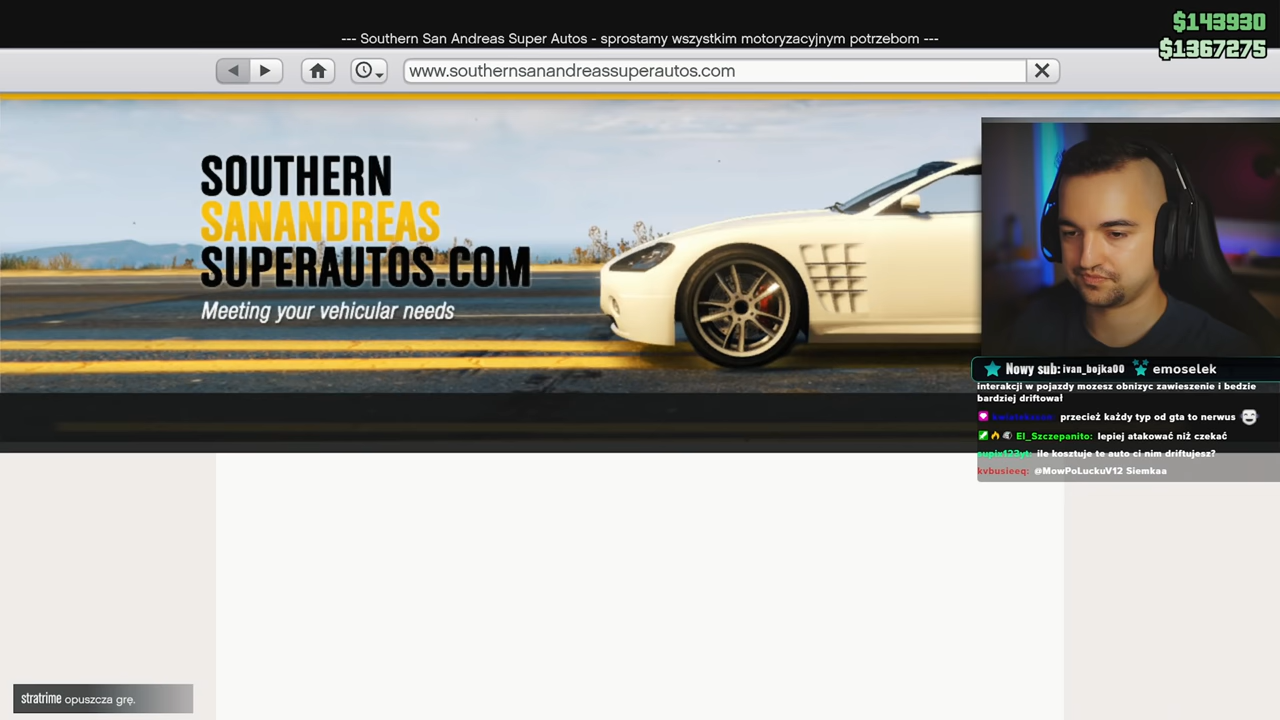 --- Southern San Andreas Super Autos - sprostamy wszystkim motoryzacyjnym potrzebom ---
$143930
$1367275
www.southernsanandreassuperautos.com
SOUTHERN
SANANDREAS
SUPERAUTOS.COM
Meeting your vehicular needs
Nowy sub: ivan_bojka00 emoselek
interakcji w pojazdy mozesz obnizyc zawieszenie i bedzie
bardziej driftował
przecież każdy typ od gta to nerwus
El_Szczepanito: lepiej atakować niż czekać
supix123yt: ile kosztuje te auto ci nim driftujesz?
kvbusieeq: @MowPoLuckuV12 Siemkaa
stratrime opuszcza grę.